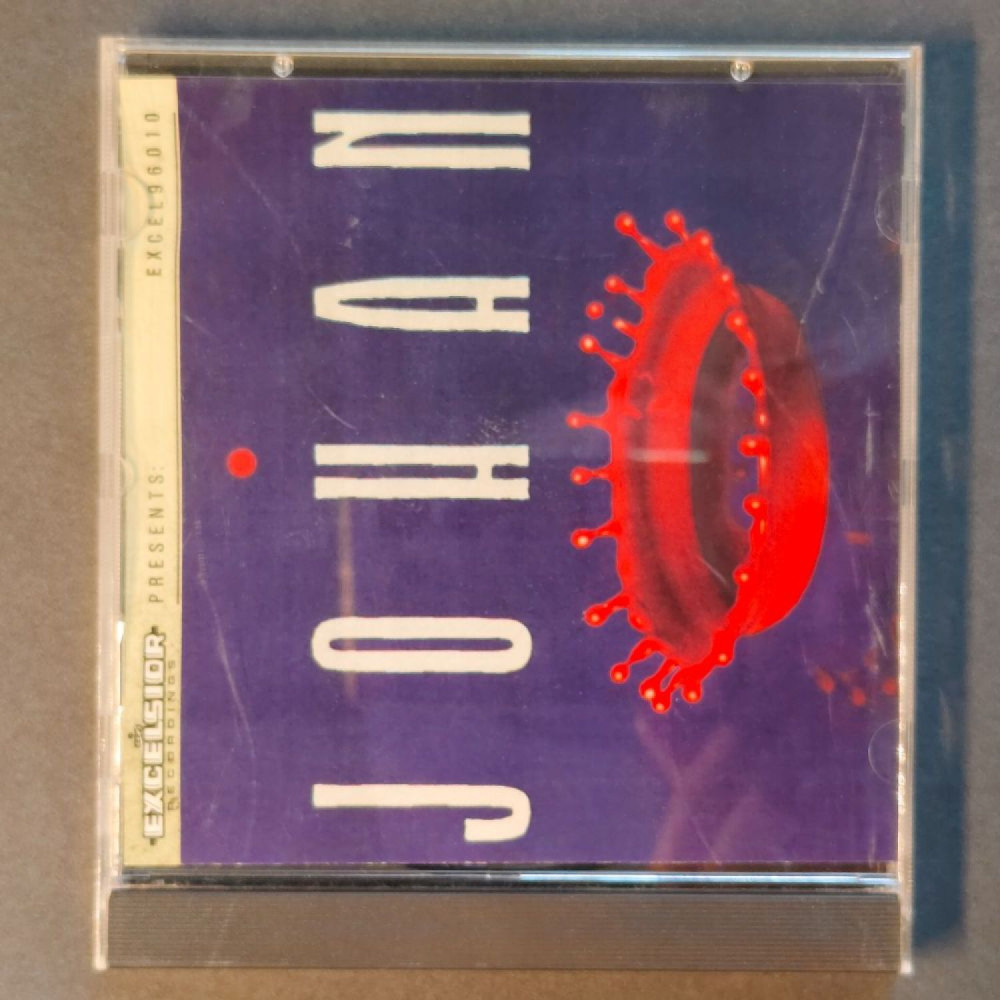 EXCELSIOR PRESENTS: EXCEL96010
RECORDINGS
JOHAN